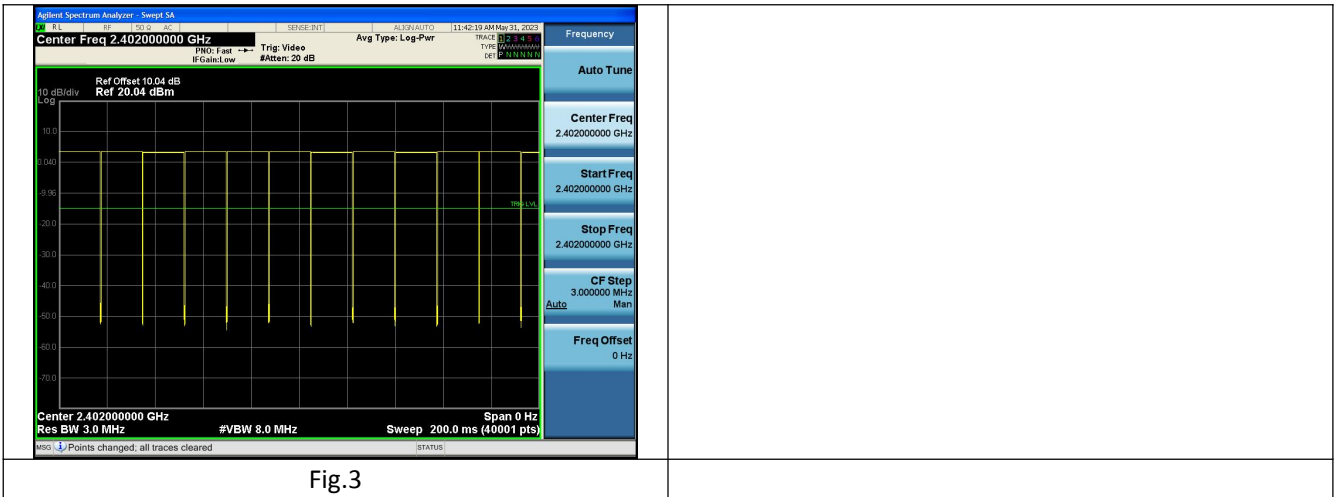 Agilent Spectrum Analyzer - Swept SA
RL RF 50 Ω AC SENSE:INT ALIGN AUTO 11:42:19 AM May 31, 2023
Center Freq 2.402000000 GHz Avg Type: Log-Pwr TRACE 1 2 3 4 5 6
PNO: Fast Trig: Video TYPE
IFGain:Low #Atten: 20 dB DET P N N N N N
Frequency
Auto Tune
Ref Offset 10.04 dB
10 dB/div Ref 20.04 dBm
Log
10.0
0.040
-9.96
-20.0
-30.0
-40.0
-50.0
-60.0
-70.0
TRIG LVL
Center Freq
2.402000000 GHz
Start Freq
2.402000000 GHz
Stop Freq
2.402000000 GHz
CF Step
3.000000 MHz
Auto Man
Freq Offset
0 Hz
Center 2.402000000 GHz Span 0 Hz
Res BW 3.0 MHz #VBW 8.0 MHz Sweep 200.0 ms (40001 pts)
MSG Points changed; all traces cleared STATUS
Fig.3